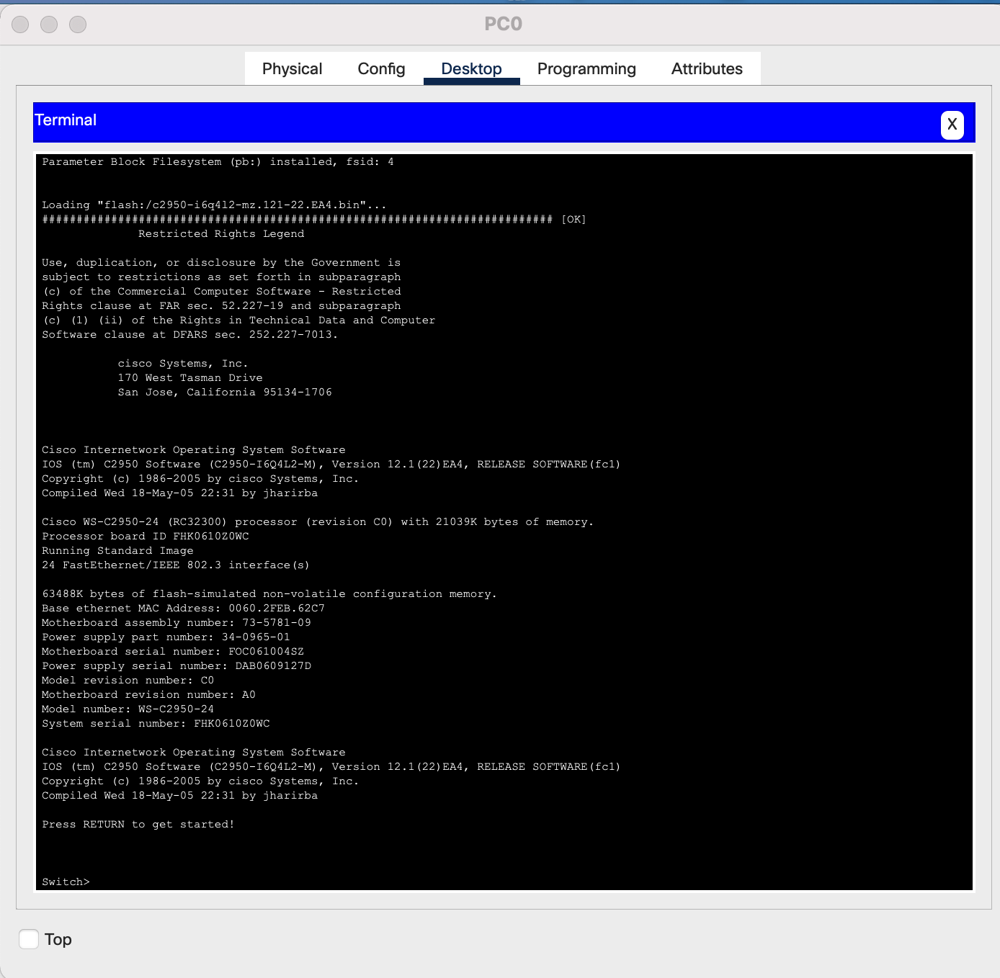 PC0
Physical Config Desktop Programming Attributes
Terminal
X
Parameter Block Filesystem (pb:) installed, fsid: 4
Loading "flash:/c2950-i6q4l2-mz.121-22.EA4.bin"...
########################################################################## [OK]
Restricted Rights Legend
Use, duplication, or disclosure by the Government is
subject to restrictions as set forth in subparagraph
(c) of the Commercial Computer Software - Restricted
Rights clause at FAR sec. 52.227-19 and subparagraph
(c) (1) (ii) of the Rights in Technical Data and Computer
Software clause at DFARS sec. 252.227-7013.
cisco Systems, Inc.
170 West Tasman Drive
San Jose, California 95134-1706
Cisco Internetwork Operating System Software
IOS (tm) C2950 Software (C2950-I6Q4L2-M), Version 12.1(22)EA4, RELEASE SOFTWARE(fc1)
Copyright (c) 1986-2005 by cisco Systems, Inc.
Compiled Wed 18-May-05 22:31 by jharirba
Cisco WS-C2950-24 (RC32300) processor (revision C0) with 21039K bytes of memory.
Processor board ID FHK0610Z0WC
Running Standard Image
24 FastEthernet/IEEE 802.3 interface(s)
63488K bytes of flash-simulated non-volatile configuration memory.
Base ethernet MAC Address: 0060.2FEB.62C7
Motherboard assembly number: 73-5781-09
Power supply part number: 34-0965-01
Motherboard serial number: FOC061004SZ
Power supply serial number: DAB0609127D
Model revision number: C0
Motherboard revision number: A0
Model number: WS-C2950-24
System serial number: FHK0610Z0WC
Cisco Internetwork Operating System Software
IOS (tm) C2950 Software (C2950-I6Q4L2-M), Version 12.1(22)EA4, RELEASE SOFTWARE(fc1)
Copyright (c) 1986-2005 by cisco Systems, Inc.
Compiled Wed 18-May-05 22:31 by jharirba
Press RETURN to get started!
Switch>
Top